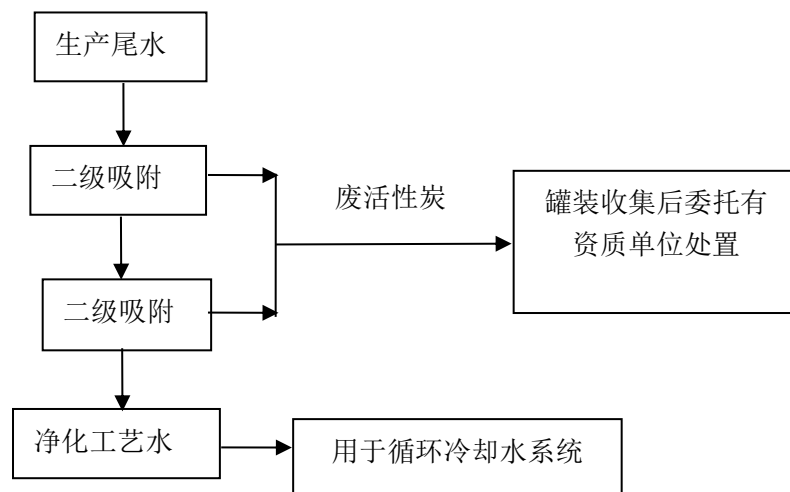 生产尾水
二级吸附
废活性炭
罐装收集后委托有
资质单位处置
二级吸附
净化工艺水
用于循环冷却水系统